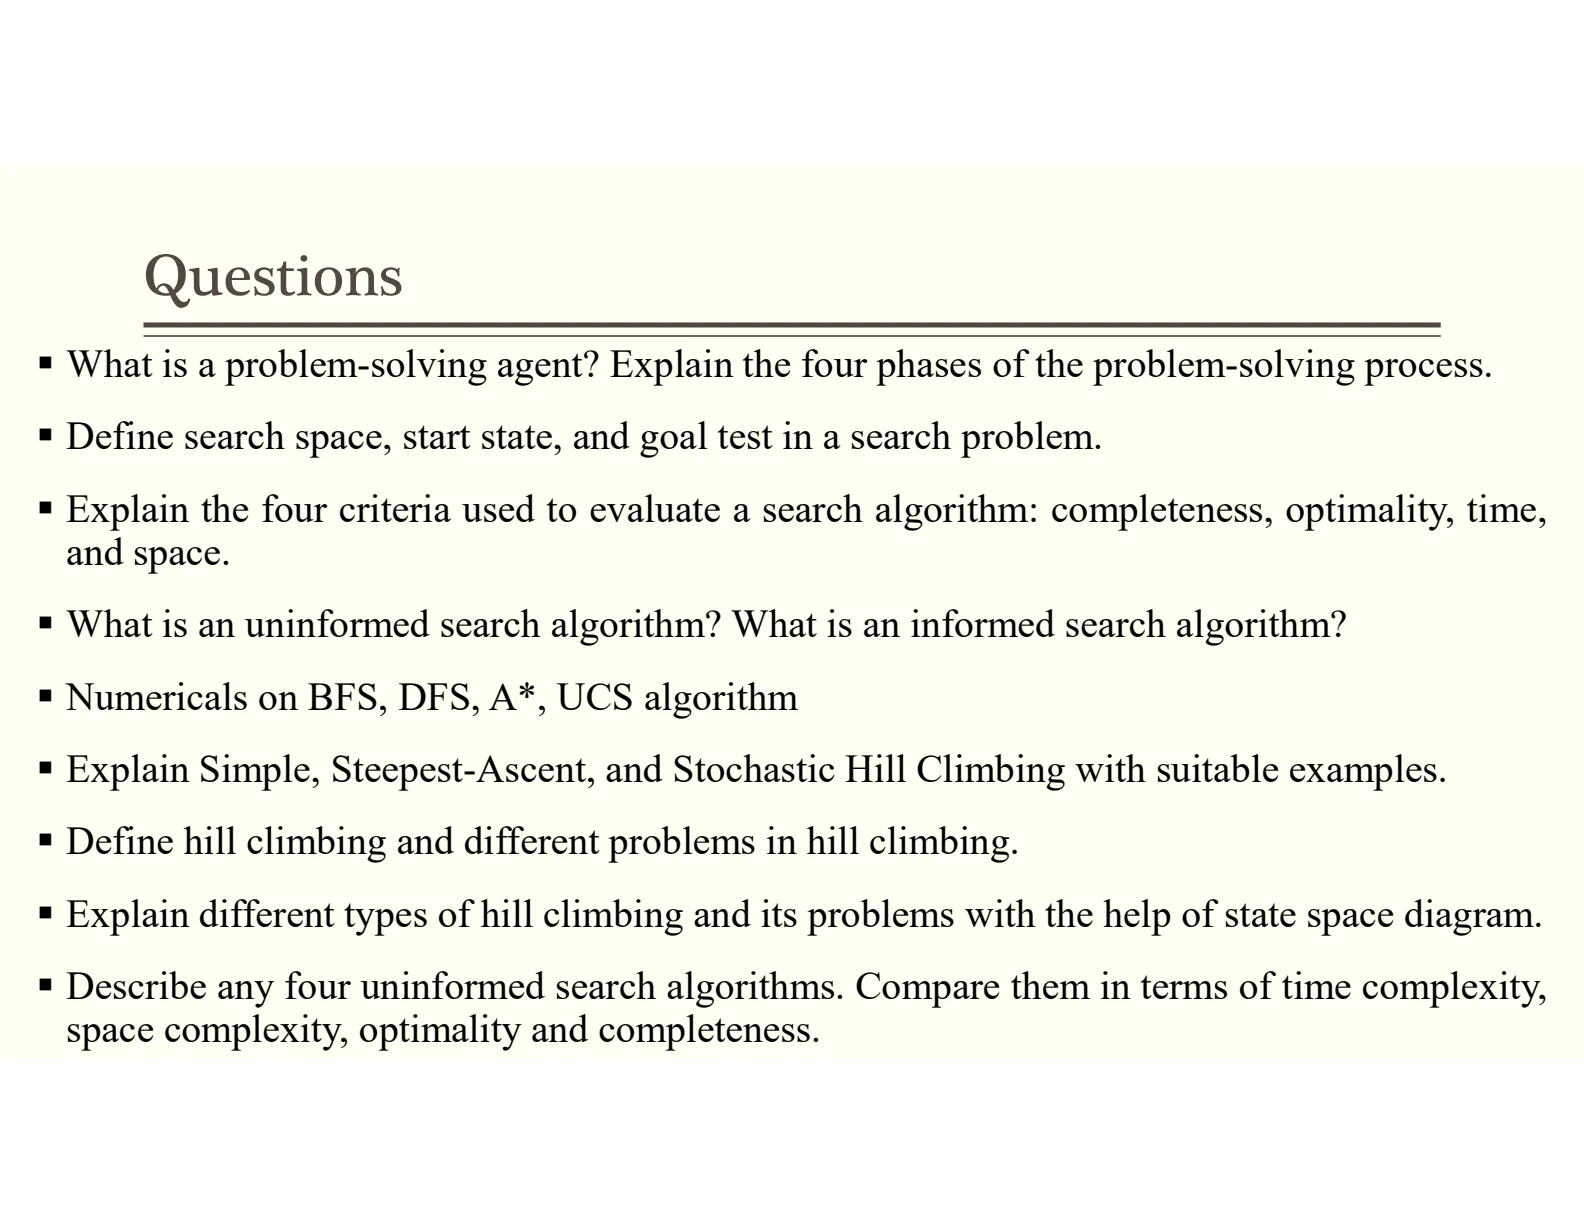 Questions
▪ What is a problem-solving agent? Explain the four phases of the problem-solving process.
▪ Define search space, start state, and goal test in a search problem.
▪ Explain the four criteria used to evaluate a search algorithm: completeness, optimality, time,
and space.
▪ What is an uninformed search algorithm? What is an informed search algorithm?
▪ Numericals on BFS, DFS, A*, UCS algorithm
▪ Explain Simple, Steepest-Ascent, and Stochastic Hill Climbing with suitable examples.
▪ Define hill climbing and different problems in hill climbing.
▪ Explain different types of hill climbing and its problems with the help of state space diagram.
▪ Describe any four uninformed search algorithms. Compare them in terms of time complexity,
space complexity, optimality and completeness.